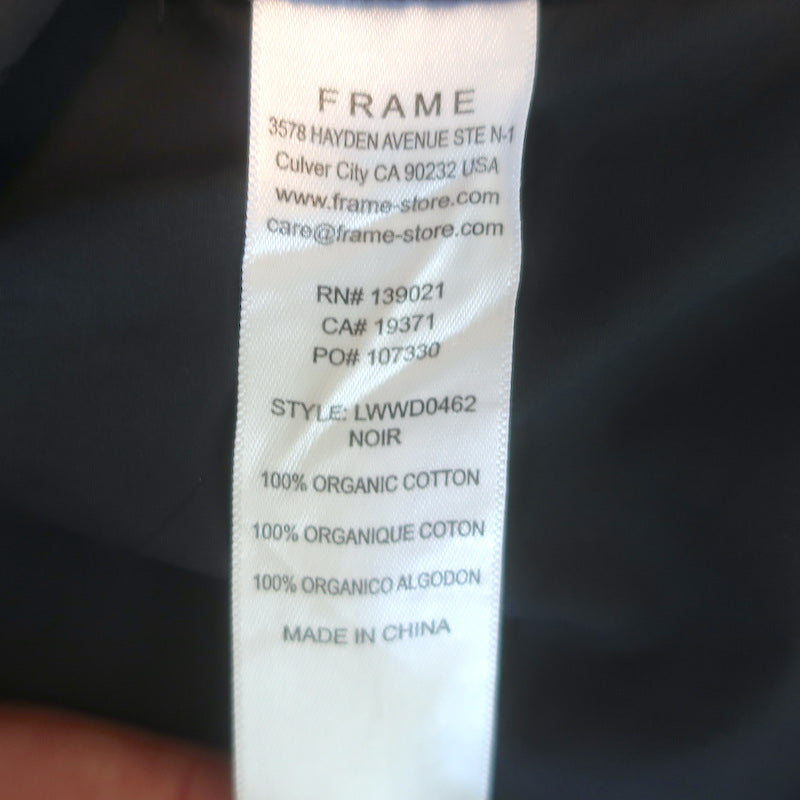 FRAME
3578 HAYDEN AVENUE STE N-1
Culver City CA 90232 USA
www.frame-store.com
care@frame-store.com
RN# 139021
CA# 19371
PO# 107330
STYLE: LWWD0462
NOIR
100% ORGANIC COTTON
100% ORGANIQUE COTON
100% ORGANICO ALGODON
MADE IN CHINA